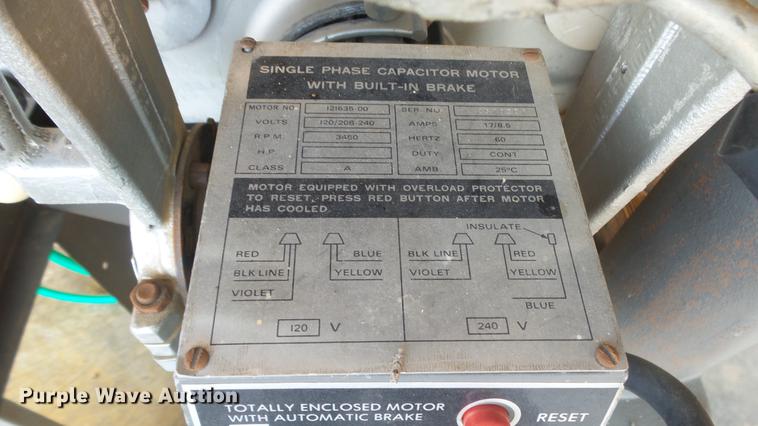 SINGLE PHASE CAPACITOR MOTOR
WITH BUILT-IN BRAKE
MOTOR NO. 121635-00 SER. NO.
VOLTS 120/208-240 AMPS 17/8.5
R.P.M. 3450 HERTZ 60
H.P. DUTY CONT
CLASS A AMB. 25°C
MOTOR EQUIPPED WITH OVERLOAD PROTECTOR
TO RESET, PRESS RED BUTTON AFTER MOTOR
HAS COOLED
INSULATE
RED BLUE BLK LINE RED
BLK LINE YELLOW VIOLET YELLOW
VIOLET BLUE
120 V 240 V
TOTALLY ENCLOSED MOTOR
WITH AUTOMATIC BRAKE RESET
Purple Wave Auction